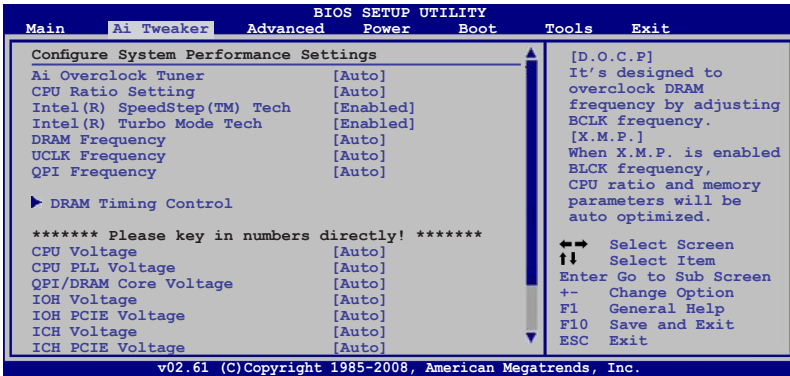 BIOS SETUP UTILITY
Main Ai Tweaker Advanced Power Boot Tools Exit
Configure System Performance Settings
Ai Overclock Tuner [Auto]
CPU Ratio Setting [Auto]
Intel(R) SpeedStep(TM) Tech [Enabled]
Intel(R) Turbo Mode Tech [Enabled]
DRAM Frequency [Auto]
UCLK Frequency [Auto]
QPI Frequency [Auto]
DRAM Timing Control
******* Please key in numbers directly! *******
CPU Voltage [Auto]
CPU PLL Voltage [Auto]
QPI/DRAM Core Voltage [Auto]
IOH Voltage [Auto]
IOH PCIE Voltage [Auto]
ICH Voltage [Auto]
ICH PCIE Voltage [Auto]
[D.O.C.P]
It's designed to
overclock DRAM
frequency by adjusting
BCLK frequency.
[X.M.P.]
When X.M.P. is enabled
BLCK frequency,
CPU ratio and memory
parameters will be
auto optimized.
←→ Select Screen
↑↓ Select Item
Enter Go to Sub Screen
+- Change Option
F1 General Help
F10 Save and Exit
ESC Exit
v02.61 (C)Copyright 1985-2008, American Megatrends, Inc.